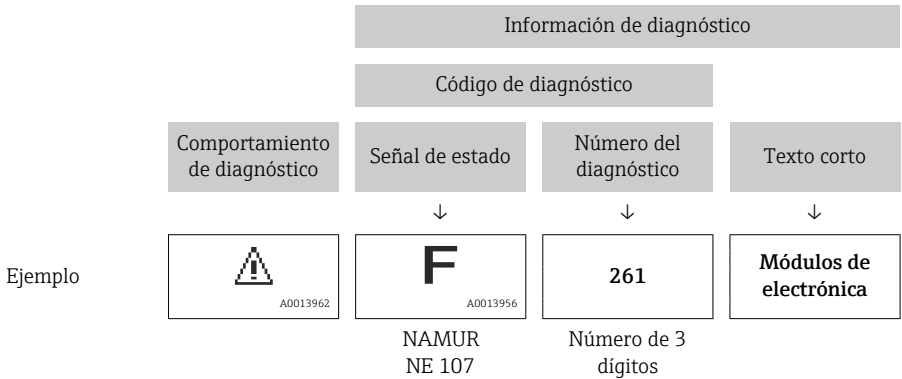 Información de diagnóstico
Código de diagnóstico
Comportamiento
de diagnóstico
Señal de estado
Número del
diagnóstico
Texto corto
↓ ↓ ↓
Ejemplo
A0013962
F
A0013956
261
Módulos de
electrónica
NAMUR
NE 107
Número de 3
dígitos